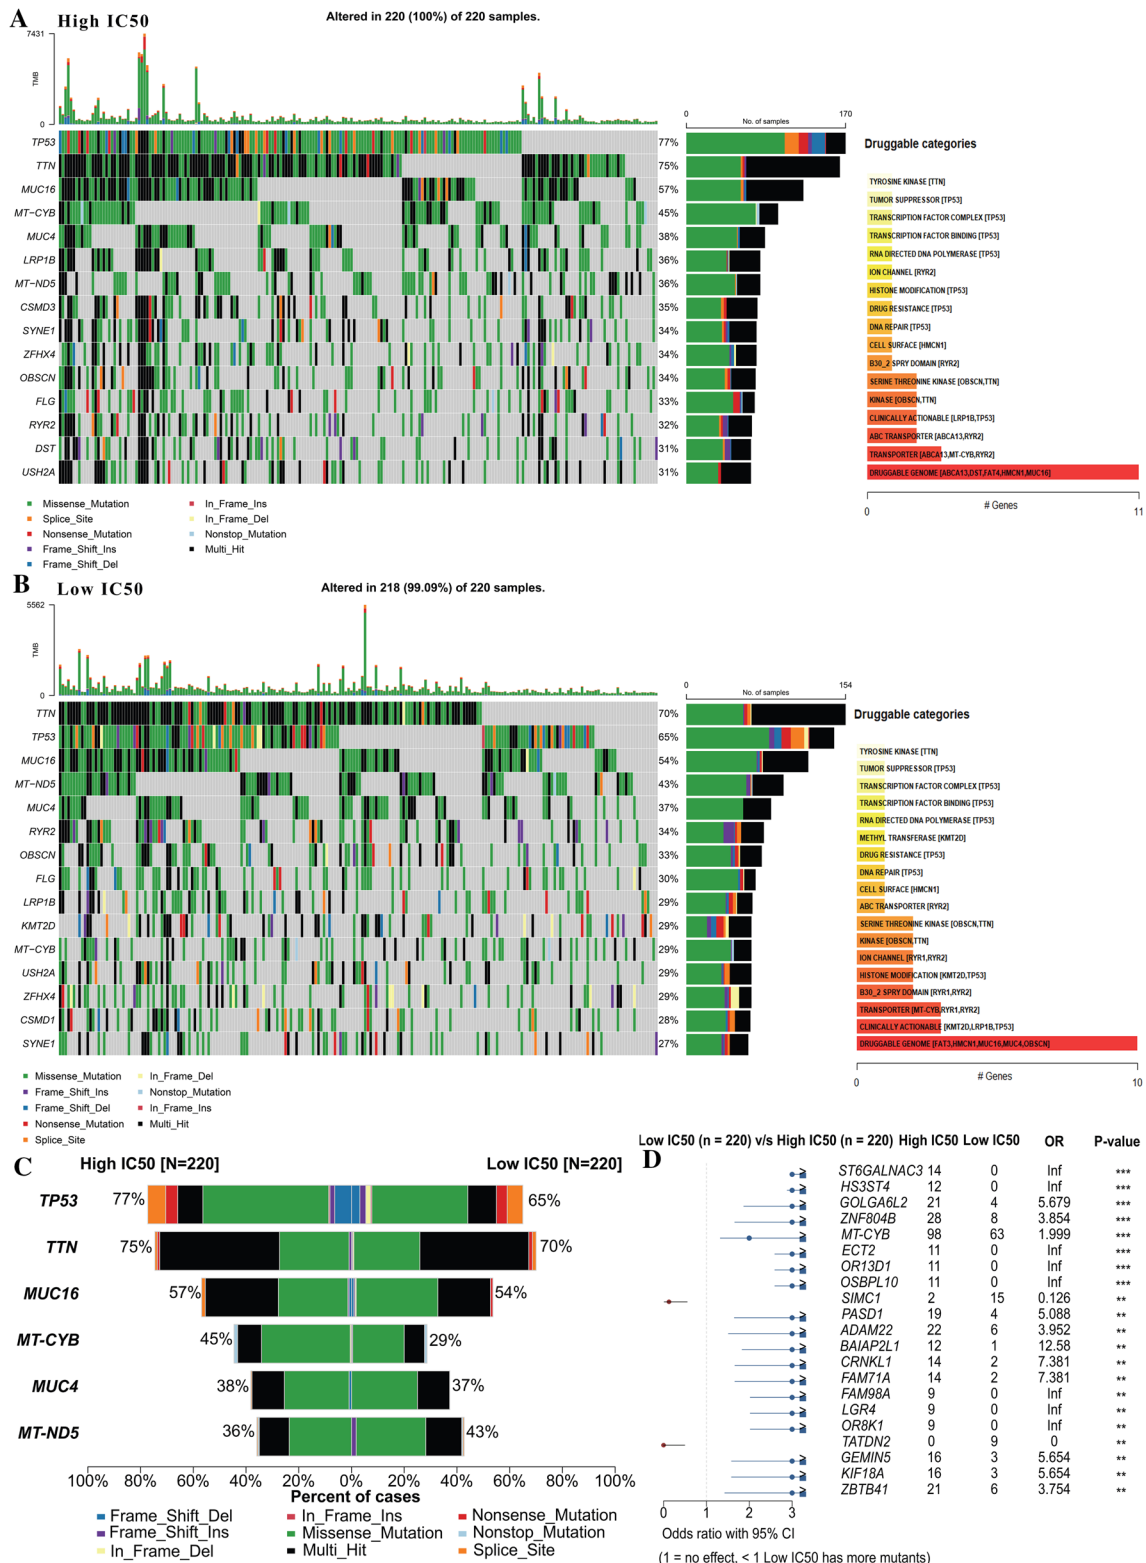 A High IC50
Altered in 220 (100%) of 220 samples.
7431
TMB
0
0
No. of samples
170
TP53 77%
TTN 75%
MUC16 57%
MT−CYB 45%
MUC4 38%
LRP1B 36%
MT−ND5 36%
CSMD3 35%
SYNE1 34%
ZFHX4 34%
OBSCN 34%
FLG 33%
RYR2 32%
DST 31%
USH2A 31%
Missense_Mutation
Splice_Site
Nonsense_Mutation
Frame_Shift_Ins
Frame_Shift_Del
In_Frame_Ins
In_Frame_Del
Nonstop_Mutation
Multi_Hit
Druggable categories
TYROSINE KINASE [TTN]
TUMOR SUPPRESSOR [TP53]
TRANSCRIPTION FACTOR COMPLEX [TP53]
TRANSCRIPTION FACTOR BINDING [TP53]
RNA DIRECTED DNA POLYMERASE [TP53]
ION CHANNEL [RYR2]
HISTONE MODIFICATION [TP53]
DRUG RESISTANCE [TP53]
DNA REPAIR [TP53]
CELL SURFACE [HMCN1]
B30_2 SPRY DOMAIN [RYR2]
SERINE THREONINE KINASE [OBSCN,TTN]
KINASE [OBSCN,TTN]
CLINICALLY ACTIONABLE [LRP1B,TP53]
ABC TRANSPORTER [ABCA13,RYR2]
TRANSPORTER [ABCA13,MT-CYB,RYR2]
DRUGGABLE GENOME [ABCA13,DST,FAT4,HMCN1,MUC16]
0
# Genes
11
B Low IC50
Altered in 218 (99.09%) of 220 samples.
5562
TMB
0
0
No. of samples
154
TTN 70%
TP53 65%
MUC16 54%
MT−ND5 43%
MUC4 37%
RYR2 34%
OBSCN 33%
FLG 30%
LRP1B 29%
KMT2D 29%
MT−CYB 29%
USH2A 29%
ZFHX4 29%
CSMD1 28%
SYNE1 27%
Missense_Mutation
Frame_Shift_Ins
Frame_Shift_Del
Nonsense_Mutation
Splice_Site
In_Frame_Del
Nonstop_Mutation
In_Frame_Ins
Multi_Hit
Druggable categories
TYROSINE KINASE [TTN]
TUMOR SUPPRESSOR [TP53]
TRANSCRIPTION FACTOR COMPLEX [TP53]
TRANSCRIPTION FACTOR BINDING [TP53]
RNA DIRECTED DNA POLYMERASE [TP53]
METHYL TRANSFERASE [KMT2D]
DRUG RESISTANCE [TP53]
DNA REPAIR [TP53]
CELL SURFACE [HMCN1]
ABC TRANSPORTER [RYR2]
SERINE THREONINE KINASE [OBSCN,TTN]
KINASE [OBSCN,TTN]
ION CHANNEL [RYR1,RYR2]
HISTONE MODIFICATION [KMT2D,TP53]
B30_2 SPRY DOMAIN [RYR1,RYR2]
TRANSPORTER [MT-CYB,RYR1,RYR2]
CLINICALLY ACTIONABLE [KMT2D,LRP1B,TP53]
DRUGGABLE GENOME [FAT3,HMCN1,MUC16,MUC4,OBSCN]
0
# Genes
10
C High IC50 [N=220] Low IC50 [N=220]
TP53 77% 65%
TTN 75% 70%
MUC16 57% 54%
MT-CYB 45% 29%
MUC4 38% 37%
MT-ND5 36% 43%
100% 80% 60% 40% 20% 0% 20% 40% 60% 80% 100%
Percent of cases
Frame_Shift_Del In_Frame_Ins Nonsense_Mutation
Frame_Shift_Ins Missense_Mutation Nonstop_Mutation
In_Frame_Del Multi_Hit Splice_Site
D
Low IC50 (n = 220) v/s High IC50 (n = 220) High IC50 Low IC50 OR P-value
ST6GALNAC3 14 0 Inf ***
HS3ST4 12 0 Inf ***
GOLGA6L2 21 4 5.679 ***
ZNF804B 28 8 3.854 ***
MT-CYB 98 63 1.999 ***
ECT2 11 0 Inf ***
OR13D1 11 0 Inf ***
OSBPL10 11 0 Inf ***
SIMC1 2 15 0.126 **
PASD1 19 4 5.088 **
ADAM22 22 6 3.952 **
BAIAP2L1 12 1 12.58 **
CRNKL1 14 2 7.381 **
FAM71A 14 2 7.381 **
FAM98A 9 0 Inf **
LGR4 9 0 Inf **
OR8K1 9 0 Inf **
TATDN2 0 9 0 **
GEMIN5 16 3 5.654 **
KIF18A 16 3 5.654 **
ZBTB41 21 6 3.754 **
0 1 2 3
Odds ratio with 95% CI
(1 = no effect, < 1 Low IC50 has more mutants)